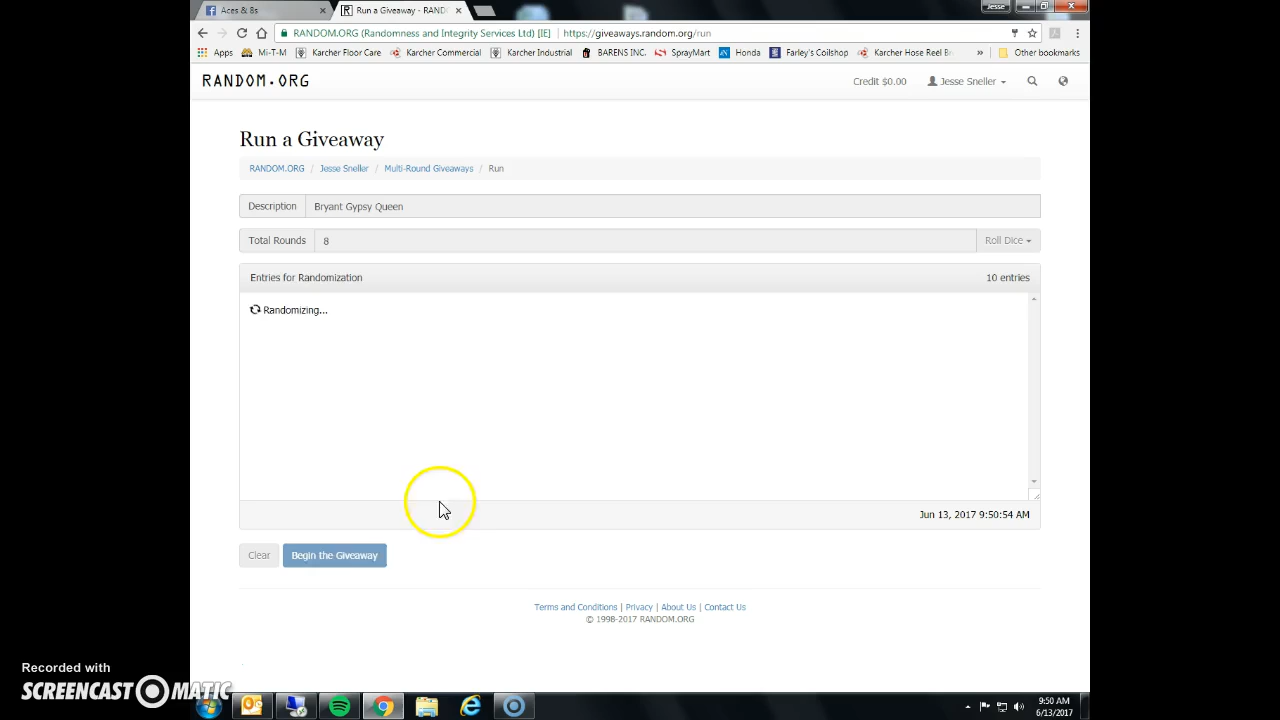 Aces & 8s
Run a Giveaway - RAND
Jesse
RANDOM.ORG (Randomness and Integrity Services Ltd) [IE]
https://giveaways.random.org/run
Apps
Mi-T-M
Karcher Floor Care
Karcher Commercial
Karcher Industrial
BARENS INC.
SprayMart
Honda
Farley's Coilshop
Karcher Hose Reel Br
»
Other bookmarks
RANDOM.ORG
Credit $0.00
Jesse Sneller
Run a Giveaway
RANDOM.ORG / Jesse Sneller / Multi-Round Giveaways / Run
Description Bryant Gypsy Queen
Total Rounds 8 Roll Dice
Entries for Randomization 10 entries
Randomizing...
Jun 13, 2017 9:50:54 AM
Clear Begin the Giveaway
Terms and Conditions | Privacy | About Us | Contact Us
© 1998-2017 RANDOM.ORG
Recorded with
SCREENCAST MATIC
9:50 AM
6/13/2017